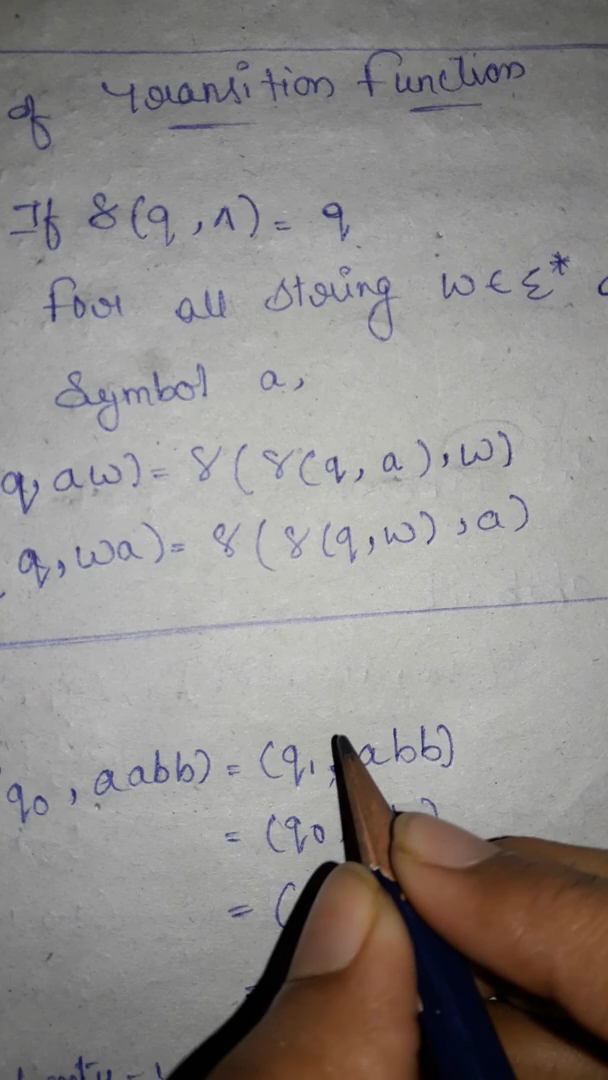 of Transition Function
If δ(q,Λ)= q
for all string w∈Σ*
Symbol a,
q,aw)= δ(δ(q,a),w)
q,wa)= δ(δ(q,w),a)
q0, aabb) = (q1, abb)
= (q0
= (